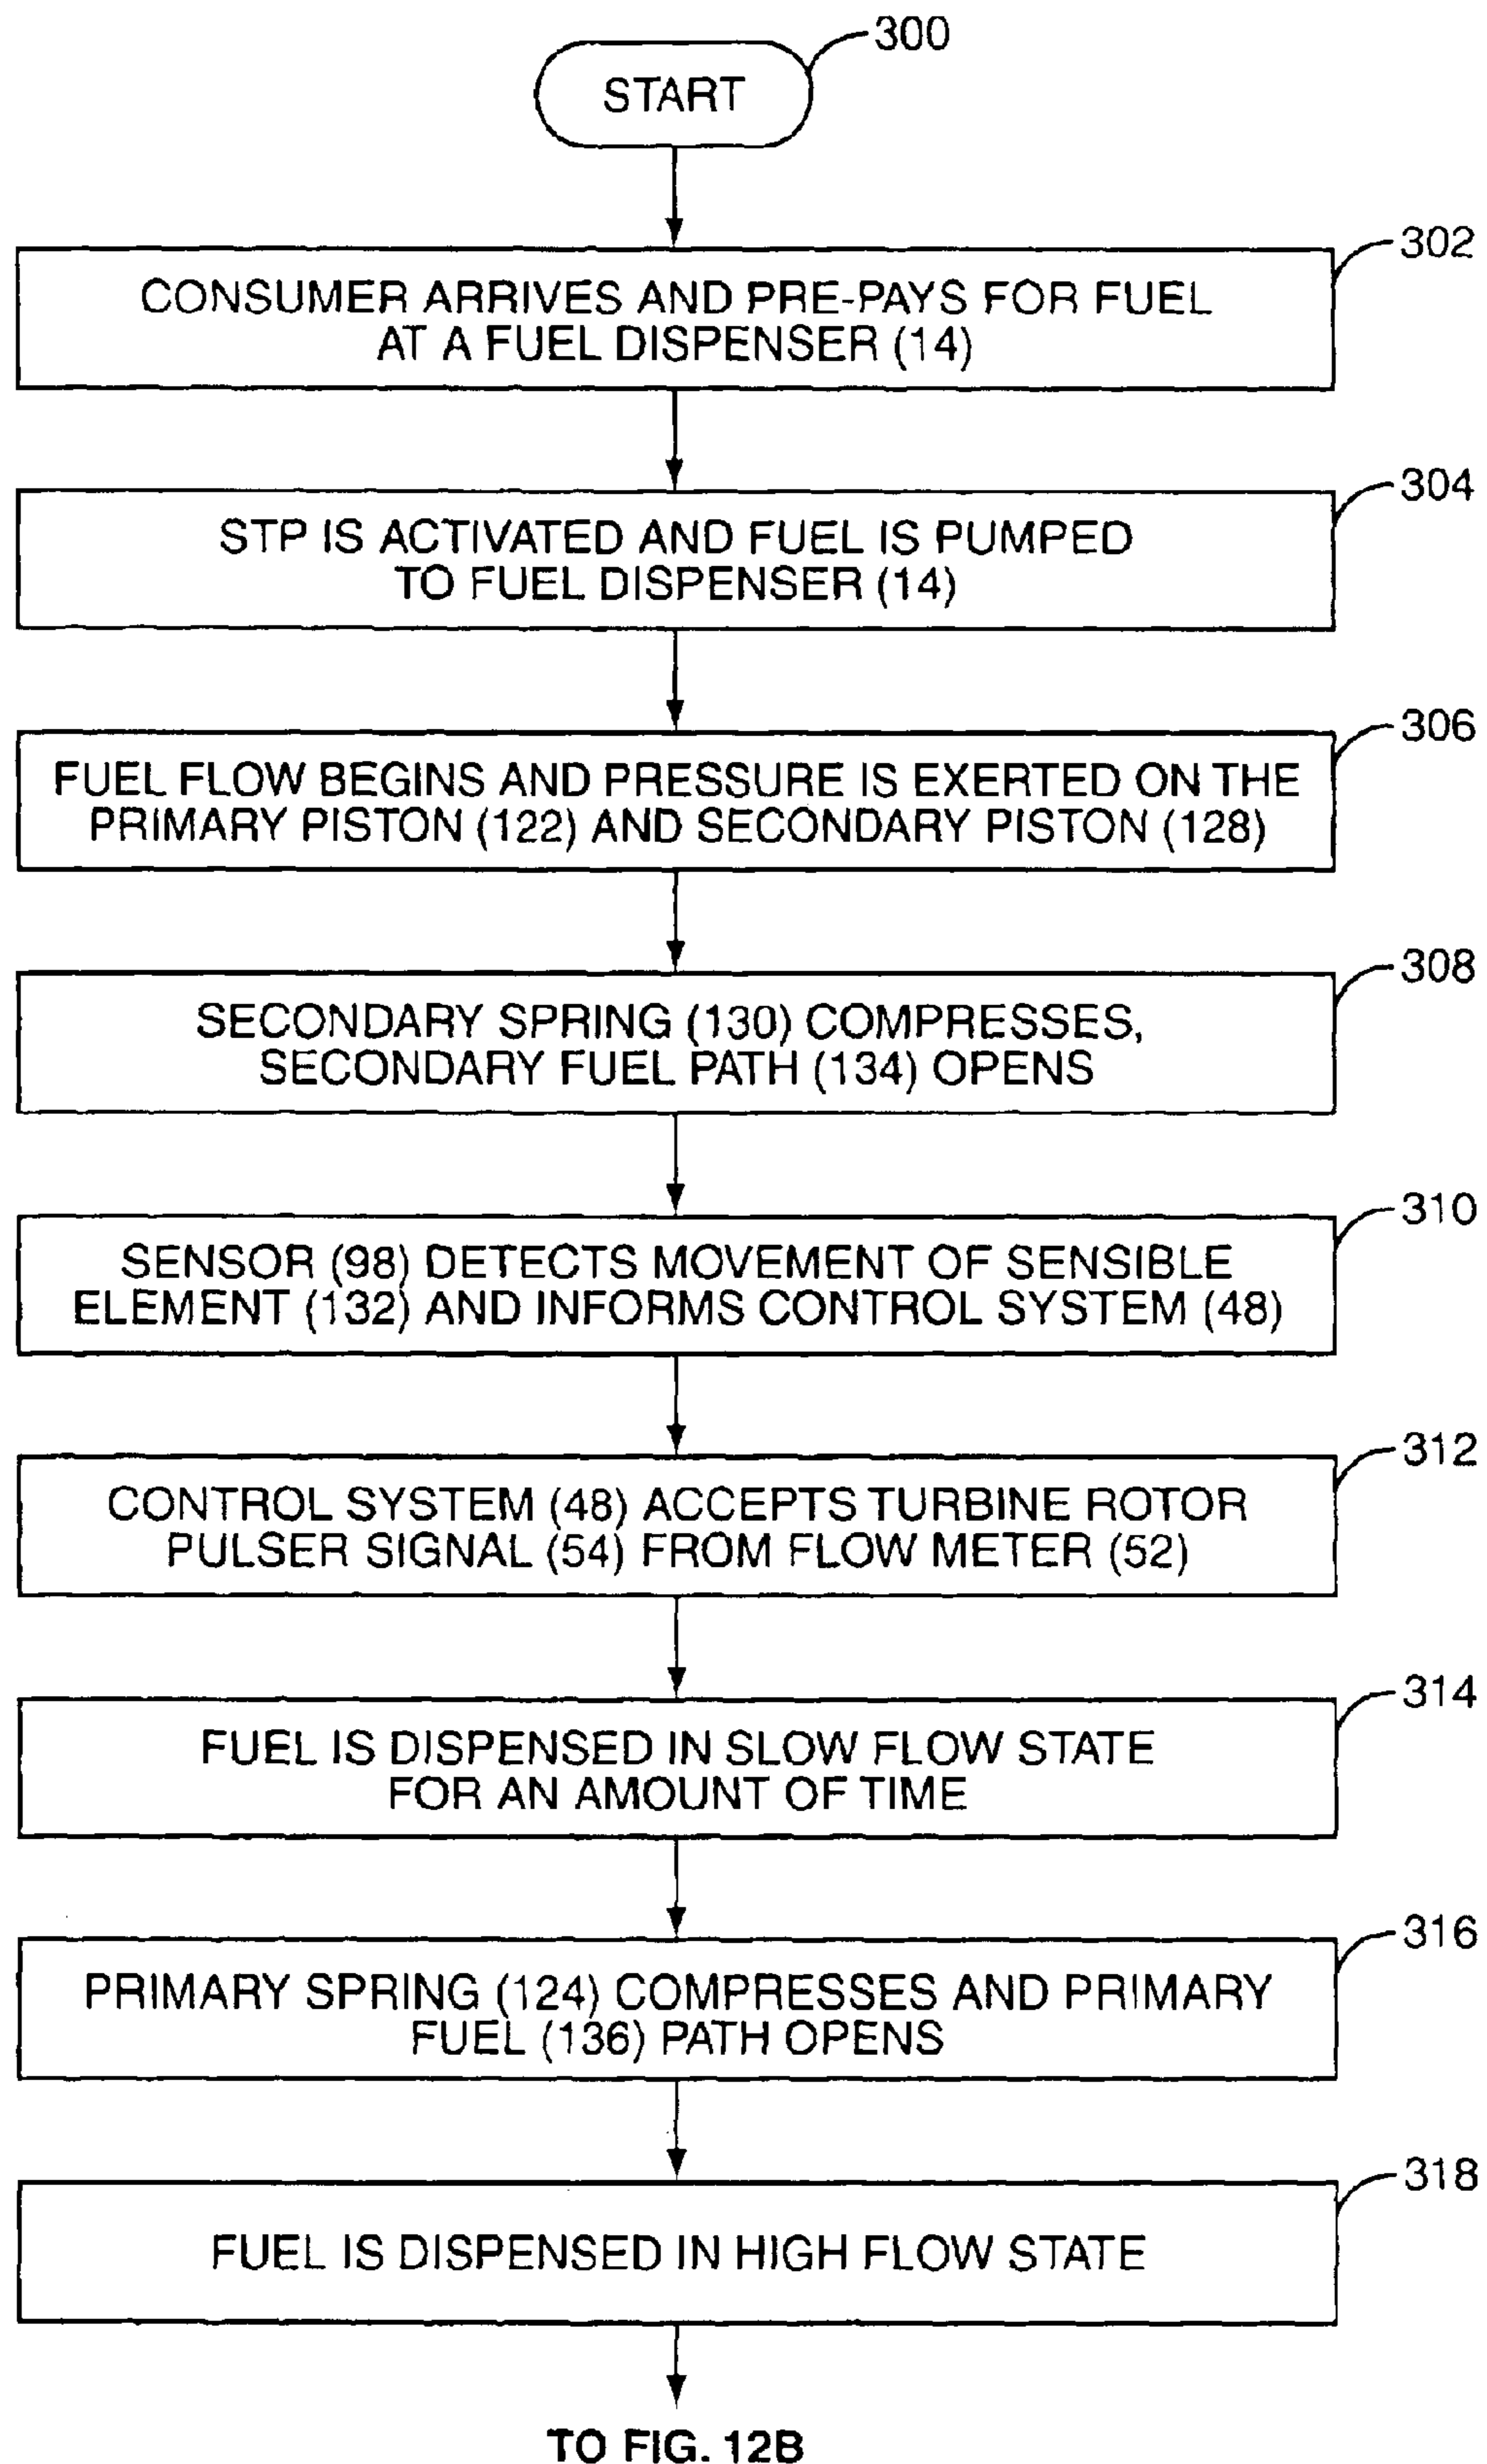 300
START
302
CONSUMER ARRIVES AND PRE-PAYS FOR FUEL
AT A FUEL DISPENSER (14)
304
STP IS ACTIVATED AND FUEL IS PUMPED
TO FUEL DISPENSER (14)
306
FUEL FLOW BEGINS AND PRESSURE IS EXERTED ON THE
PRIMARY PISTON (122) AND SECONDARY PISTON (128)
308
SECONDARY SPRING (130) COMPRESSES,
SECONDARY FUEL PATH (134) OPENS
310
SENSOR (98) DETECTS MOVEMENT OF SENSIBLE
ELEMENT (132) AND INFORMS CONTROL SYSTEM (48)
312
CONTROL SYSTEM (48) ACCEPTS TURBINE ROTOR
PULSER SIGNAL (54) FROM FLOW METER (52)
314
FUEL IS DISPENSED IN SLOW FLOW STATE
FOR AN AMOUNT OF TIME
316
PRIMARY SPRING (124) COMPRESSES AND PRIMARY
FUEL (136) PATH OPENS
318
FUEL IS DISPENSED IN HIGH FLOW STATE
TO FIG. 12B